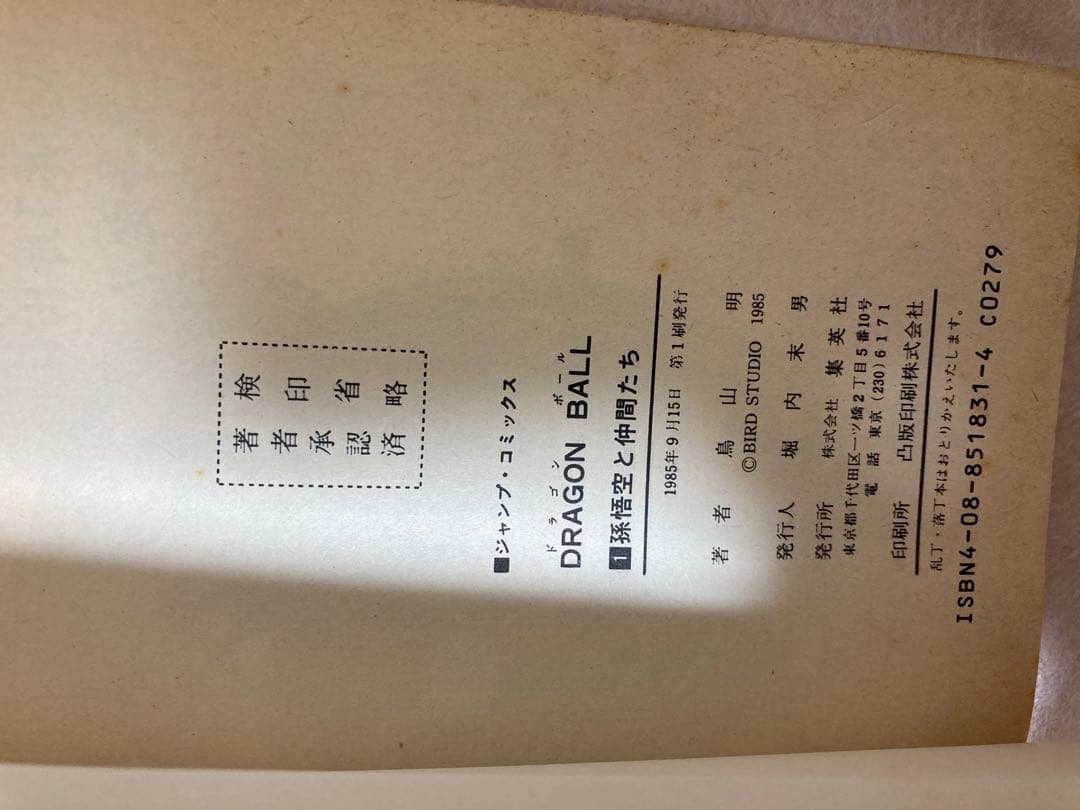 著者承認済
検印省略
■ジャンプ・コミックス
ドラゴン ボール
DRAGON BALL
1孫悟空と仲間たち
1985年9月15日 第1刷発行
著者 鳥山明
©BIRD STUDIO 1985
発行人 堀内末男
発行所 株式会社 集英社
東京都千代田区一ツ橋2丁目5番10号
電話 東京(230)6171
印刷所 凸版印刷株式会社
乱丁・落丁本はおとりかえいたします。
ISBN4-08-851831-4 C0279